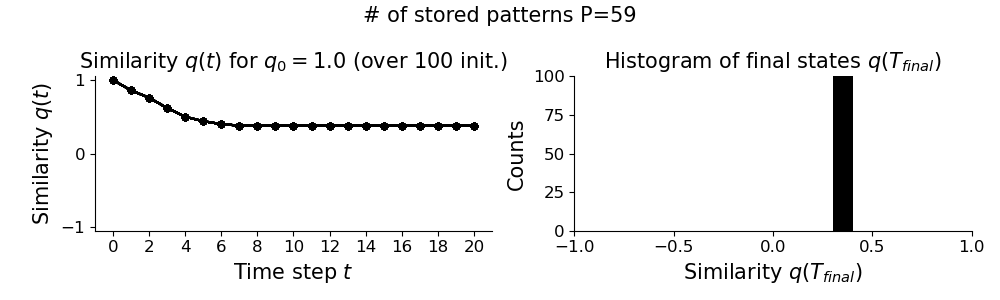 # of stored patterns P=59
Similarity q(t) for q₀ = 1.0 (over 100 init.)
1
0
−1
Similarity q(t)
0 2 4 6 8 10 12 14 16 18 20
Time step t
Histogram of final states q(T_final)
100
75
50
25
0
Counts
−1.0 −0.5 0.0 0.5 1.0
Similarity q(T_final)